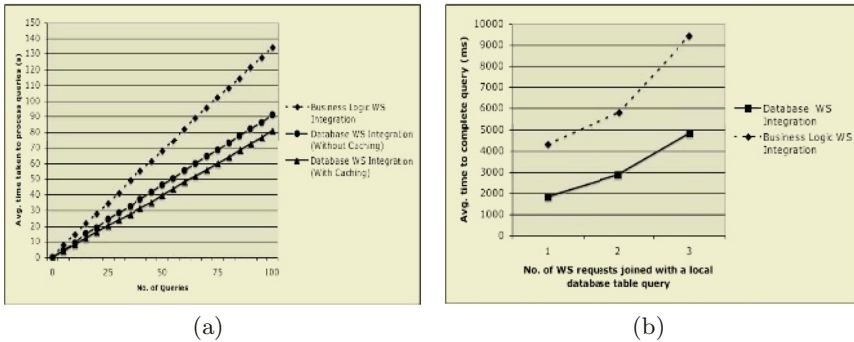 150
140
130
120
110
100
90
80
70
60
50
40
30
20
10
0
Avg. time taken to process queries (s)
0 25 50 75 100
No. of Queries
Business Logic WS
Integration
Database WS Integration
(Without Caching)
Database WS Integration
(With Caching)
(a)
10000
9000
8000
7000
6000
5000
4000
3000
2000
1000
0
Avg. time to complete query (ms)
1 2 3
No. of WS requests joined with a local
database table query
Database WS
Integration
Business Logic WS
Integration
(b)